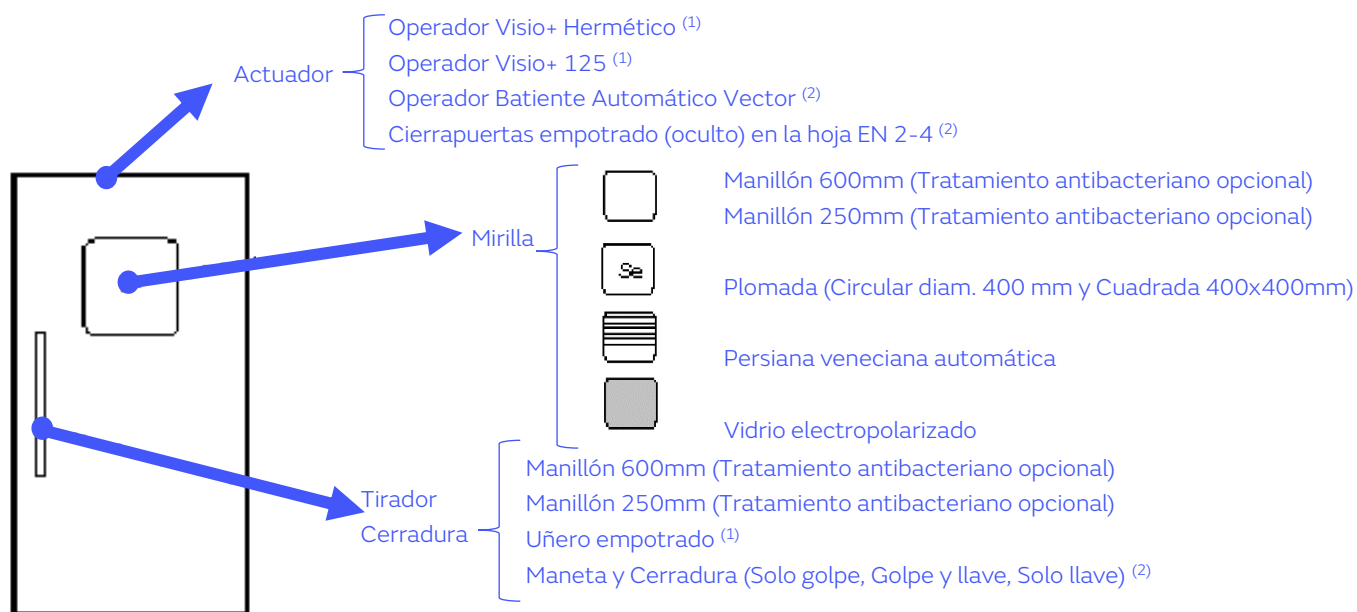 Operador Visio+ Hermético (1)
Operador Visio+ 125 (1)
Actuador
Operador Batiente Automático Vector (2)
Cierrapuertas empotrado (oculto) en la hoja EN 2-4 (2)
Mirilla
Manillón 600mm (Tratamiento antibacteriano opcional)
Manillón 250mm (Tratamiento antibacteriano opcional)
Se
Plomada (Circular diam. 400 mm y Cuadrada 400x400mm)
Persiana veneciana automática
Vidrio electropolarizado
Tirador
Cerradura
Manillón 600mm (Tratamiento antibacteriano opcional)
Manillón 250mm (Tratamiento antibacteriano opcional)
Uñero empotrado (1)
Maneta y Cerradura (Solo golpe, Golpe y llave, Solo llave) (2)